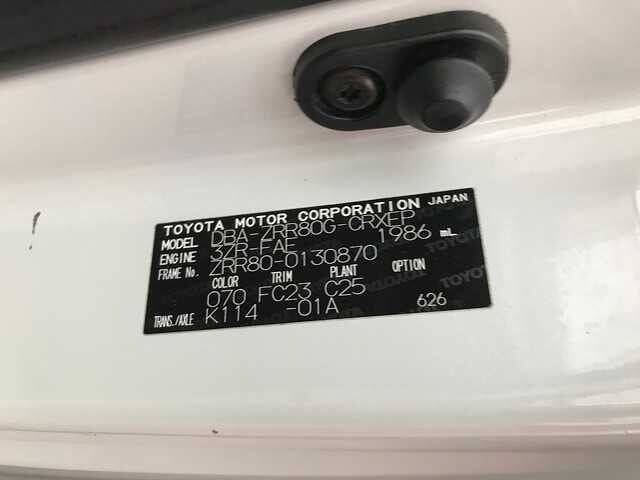 TOYOTA MOTOR CORPORATION JAPAN
MODEL DBA-ZRR80G-CRXEP
ENGINE 3ZR-FAE 1986 mL
FRAME No. ZRR80-0130870
COLOR TRIM PLANT OPTION
070 FC23 C25
TRANS./AXLE K114 -01A 626